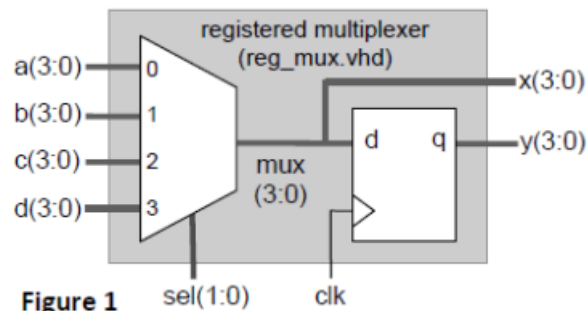 registered multiplexer
(reg_mux.vhd)
a(3:0)
0
x(3:0)
b(3:0)
1
d
q
y(3:0)
c(3:0)
2
mux
(3:0)
d(3:0)
3
Figure 1
sel(1:0)
clk